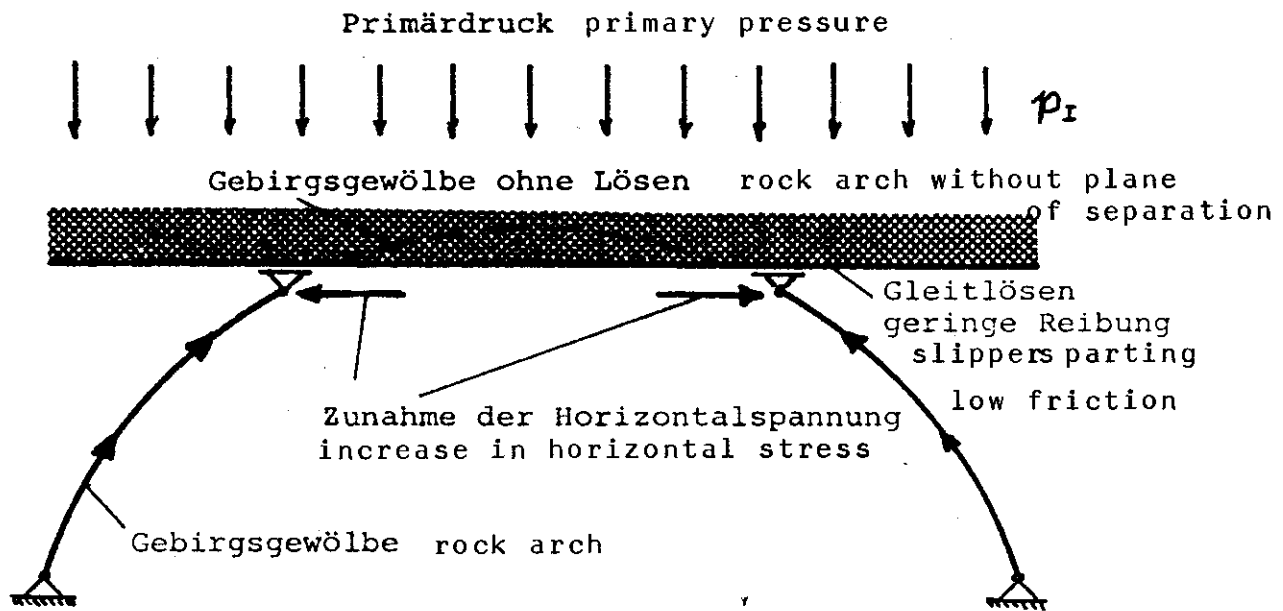 Primärdruck primary pressure
p_I
Gebirgsgewölbe ohne Lösen rock arch without plane
of separation
Gleitlösen
geringe Reibung
slippers parting
low friction
Zunahme der Horizontalspannung
increase in horizontal stress
Gebirgsgewölbe rock arch